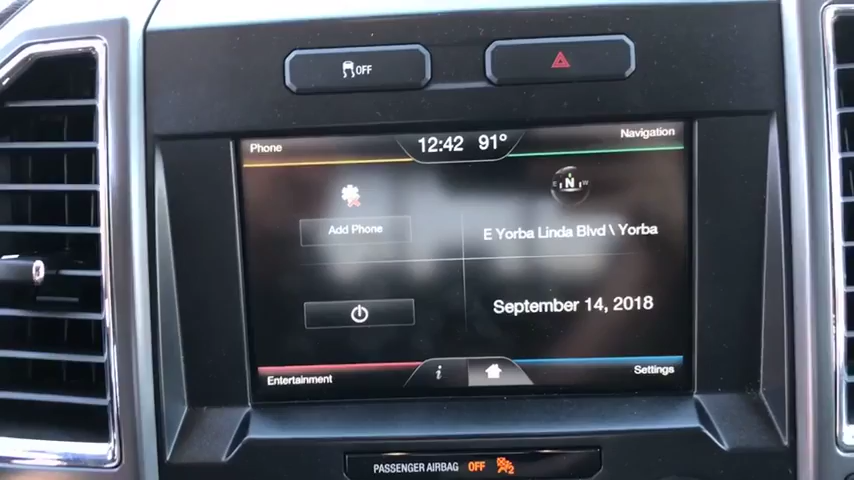 OFF
Phone
12:42 91°
Navigation
E N W
Add Phone
E Yorba Linda Blvd \ Yorba
September 14, 2018
Entertainment
i
Settings
PASSENGER AIRBAG OFF 2